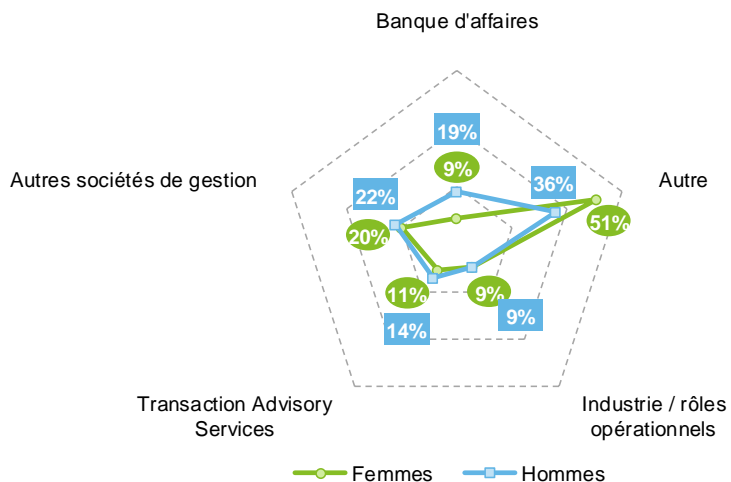 Banque d'affaires
19%
9%
Autres sociétés de gestion
22%
36%
Autre
20%
51%
11%
9%
14%
9%
Transaction Advisory
Services
Industrie / rôles
opérationnels
Femmes
Hommes